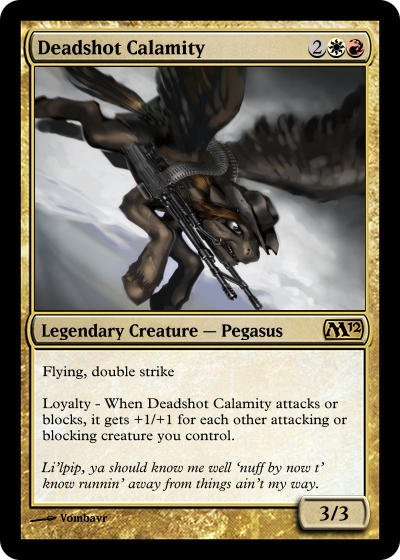 Deadshot Calamity 2
Legendary Creature — Pegasus M12
Flying, double strike
Loyalty - When Deadshot Calamity attacks or
blocks, it gets +1/+1 for each other attacking or
blocking creature you control.
Li'lpip, ya should know me well 'nuff by now t'
know runnin' away from things ain't my way.
3/3
Vombavr